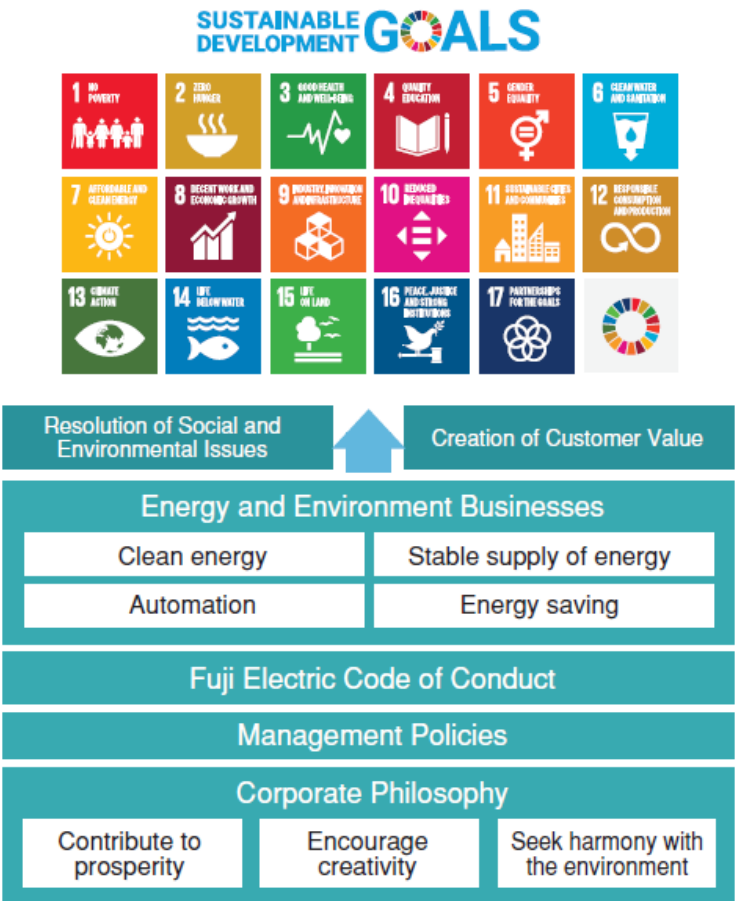 SUSTAINABLE
DEVELOPMENT GOALS
1 NO
POVERTY
2 ZERO
HUNGER
3 GOOD HEALTH
AND WELL-BEING
4 QUALITY
EDUCATION
5 GENDER
EQUALITY
6 CLEAN WATER
AND SANITATION
7 AFFORDABLE AND
CLEAN ENERGY
8 DECENT WORK AND
ECONOMIC GROWTH
9 INDUSTRY, INNOVATION
AND INFRASTRUCTURE
10 REDUCED
INEQUALITIES
11 SUSTAINABLE CITIES
AND COMMUNITIES
12 RESPONSIBLE
CONSUMPTION
AND PRODUCTION
13 CLIMATE
ACTION
14 LIFE
BELOW WATER
15 LIFE
ON LAND
16 PEACE, JUSTICE
AND STRONG
INSTITUTIONS
17 PARTNERSHIPS
FOR THE GOALS
Resolution of Social and
Environmental Issues
Creation of Customer Value
Energy and Environment Businesses
Clean energy
Stable supply of energy
Automation
Energy saving
Fuji Electric Code of Conduct
Management Policies
Corporate Philosophy
Contribute to
prosperity
Encourage
creativity
Seek harmony with
the environment